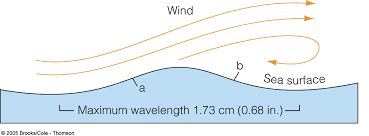 Wind
b
a
Sea surface
Maximum wavelength 1.73 cm (0.68 in.)
© 2005 Brooks/Cole - Thomson